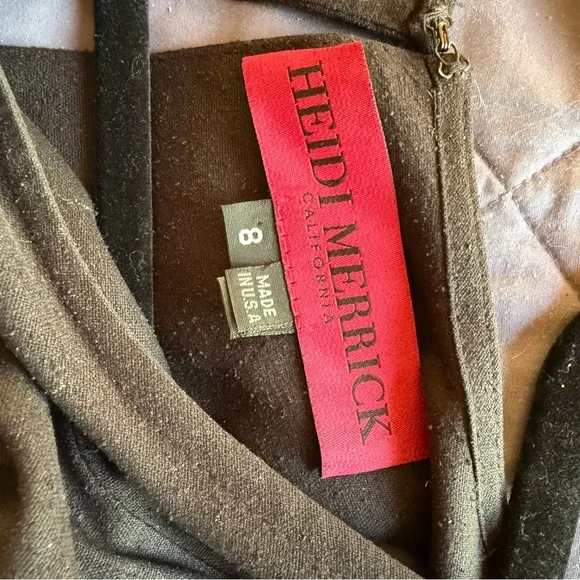 HEIDI MERRICK
CALIFORNIA
8
MADE
IN U.S.A